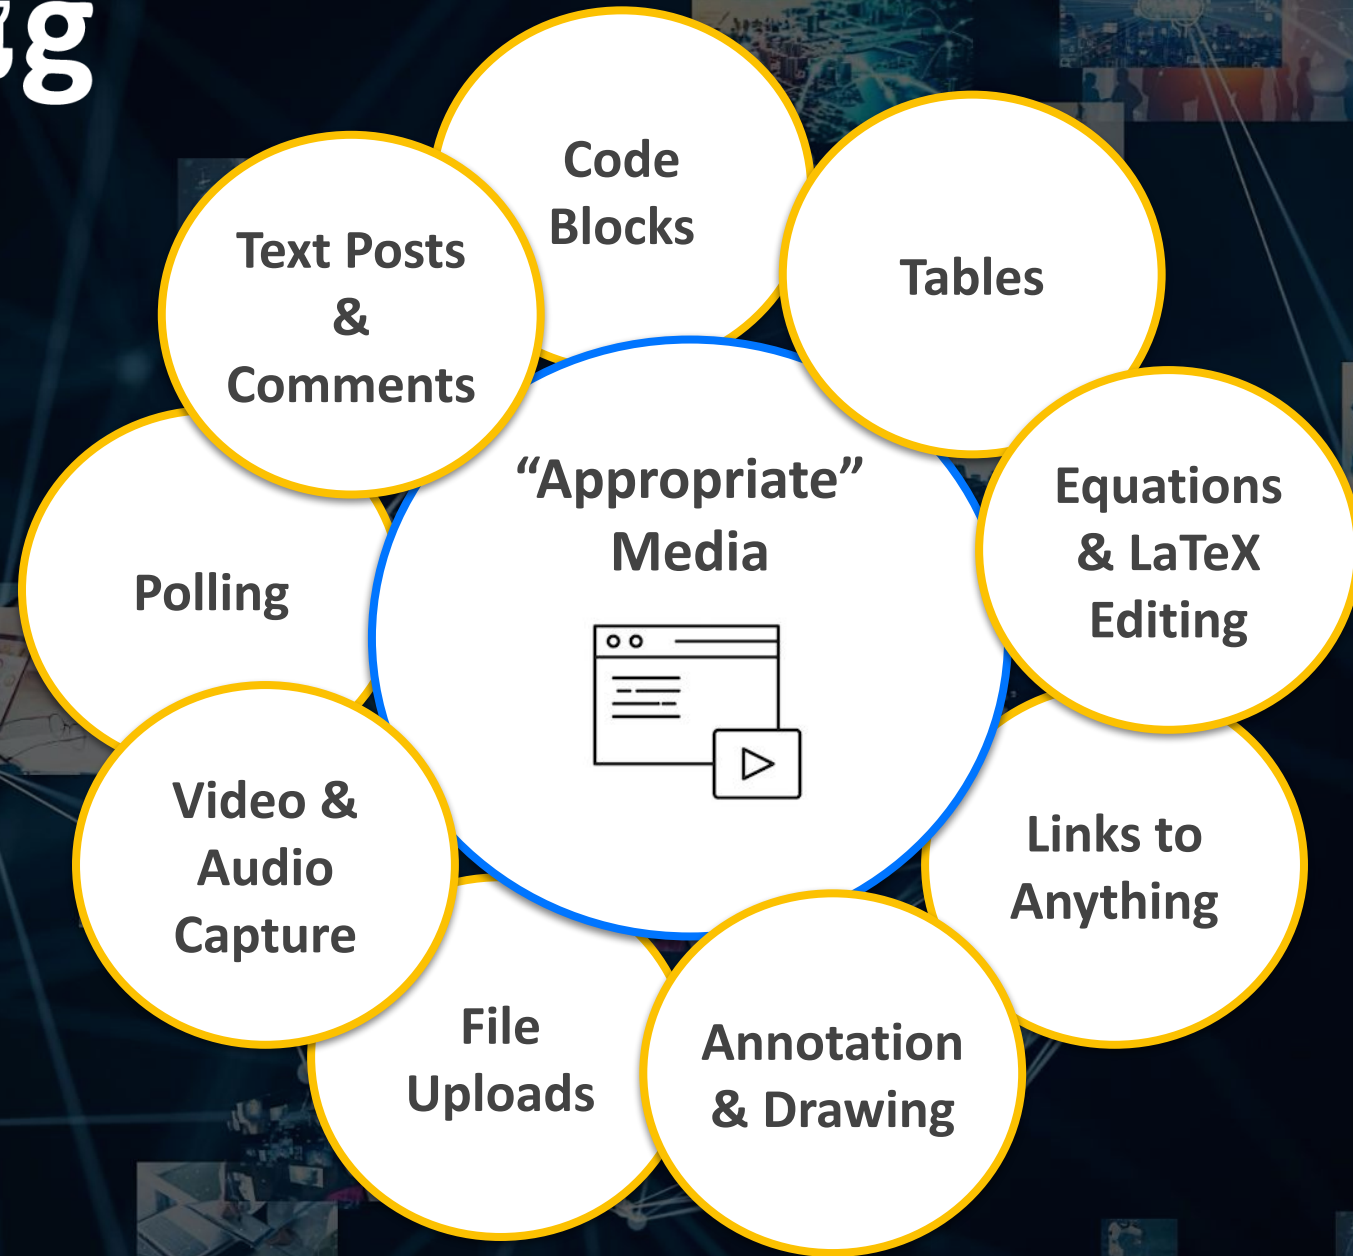 Code
Blocks
Tables
Text Posts
&
Comments
“Appropriate”
Media
Equations
& LaTeX
Editing
Polling
Links to
Anything
Video &
Audio
Capture
File
Uploads
Annotation
& Drawing